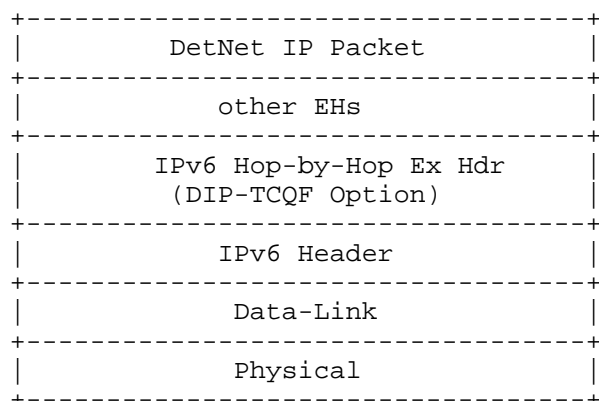 +-----------------------------------+
|          DetNet IP Packet         |
+-----------------------------------+
|             other EHs             |
+-----------------------------------+
|         IPv6 Hop-by-Hop Ex Hdr    |
|          (DIP-TCQF Option)        |
+-----------------------------------+
|             IPv6 Header           |
+-----------------------------------+
|              Data-Link            |
+-----------------------------------+
|              Physical             |
+-----------------------------------+